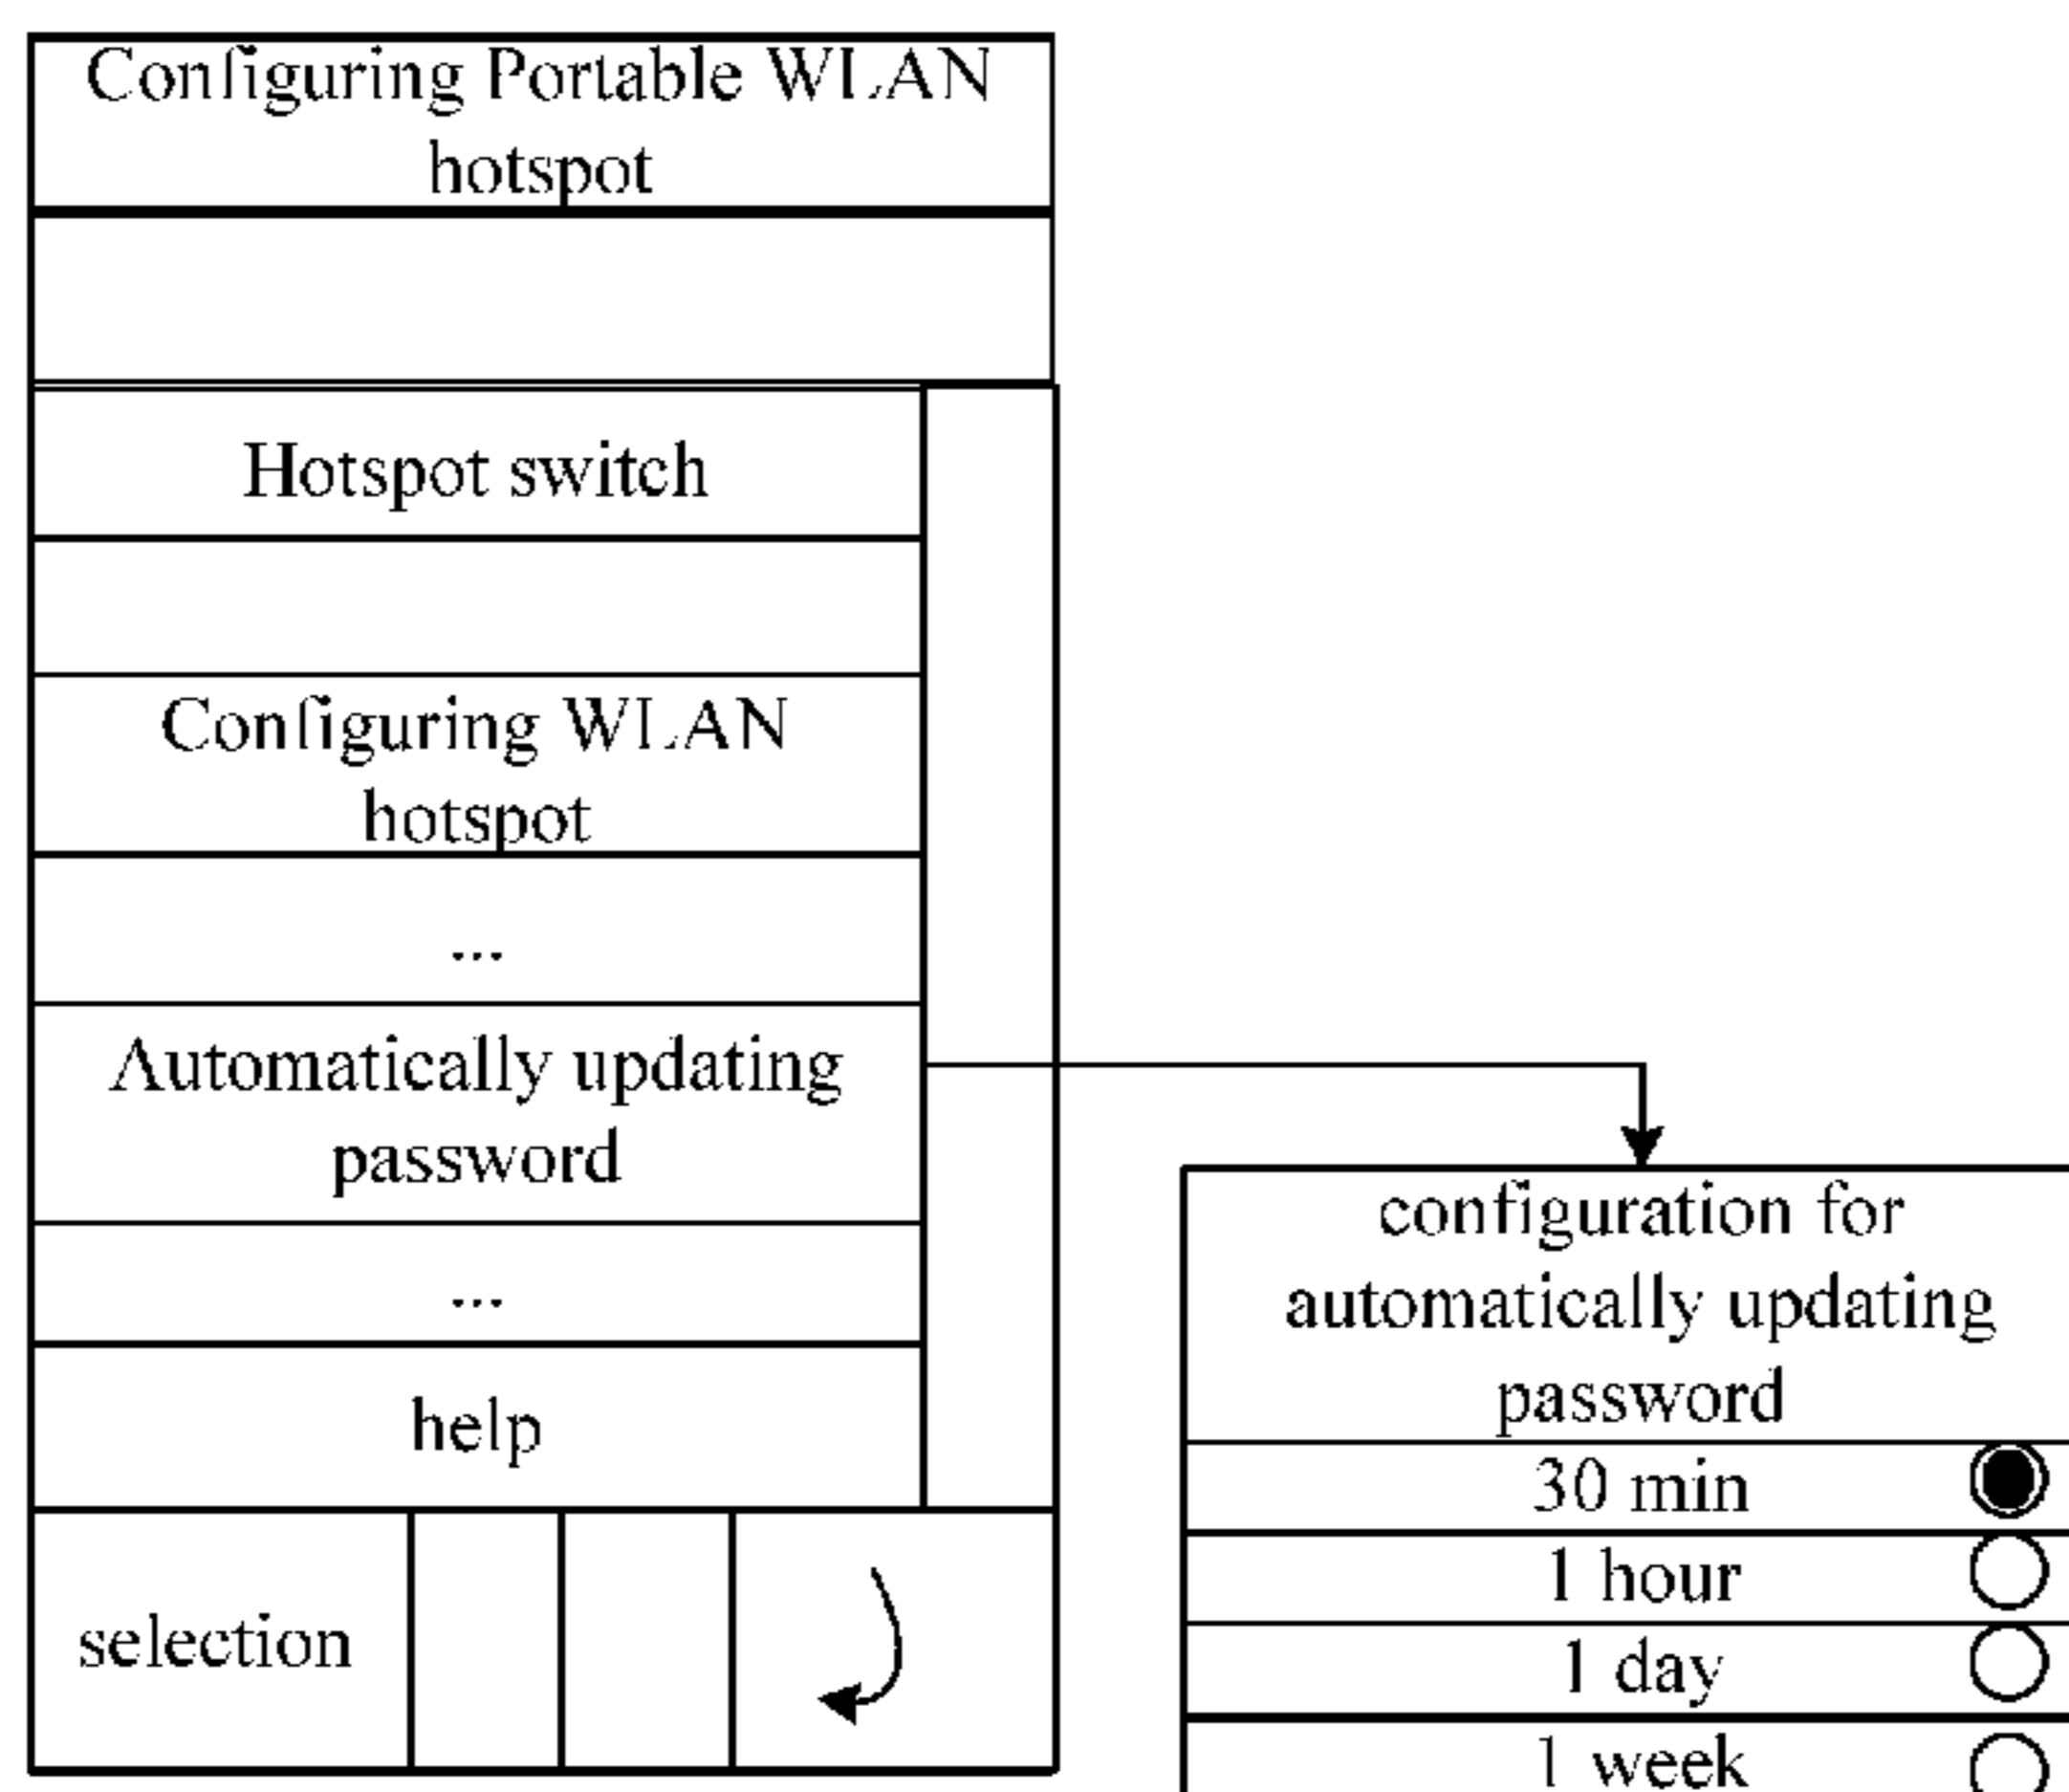 Configuring Portable WLAN
hotspot
Hotspot switch
Configuring WLAN
hotspot
...
Automatically updating
password
...
help
selection
configuration for
automatically updating
password
30 min
1 hour
1 day
1 week